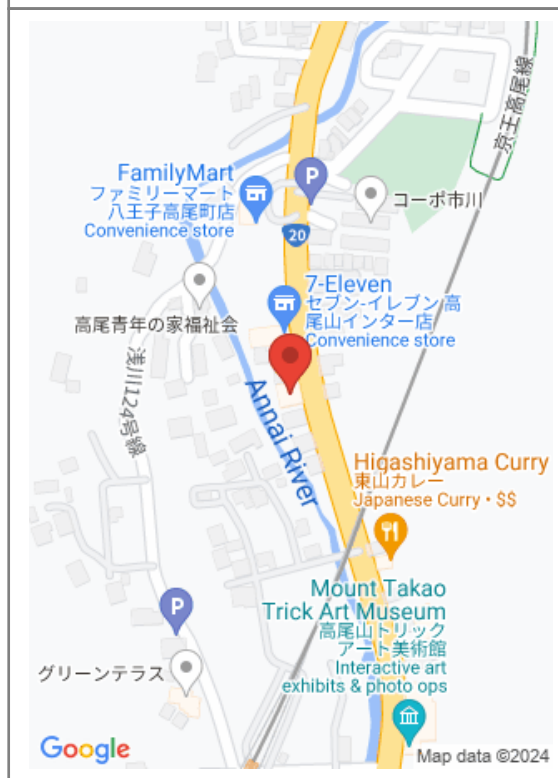 京王高尾線
FamilyMart
ファミリーマート
八王子高尾町店
Convenience store
P
コーポ市川
20
7-Eleven
セブン-イレブン 高
尾山インター店
Convenience store
高尾青年の家福祉会
浅川124号線
Annai River
Higashiyama Curry
東山カレー
Japanese Curry • $$
Mount Takao
Trick Art Museum
高尾山トリック
アート美術館
Interactive art
exhibits & photo ops
P
グリーンテラス
Google
Map data ©2024